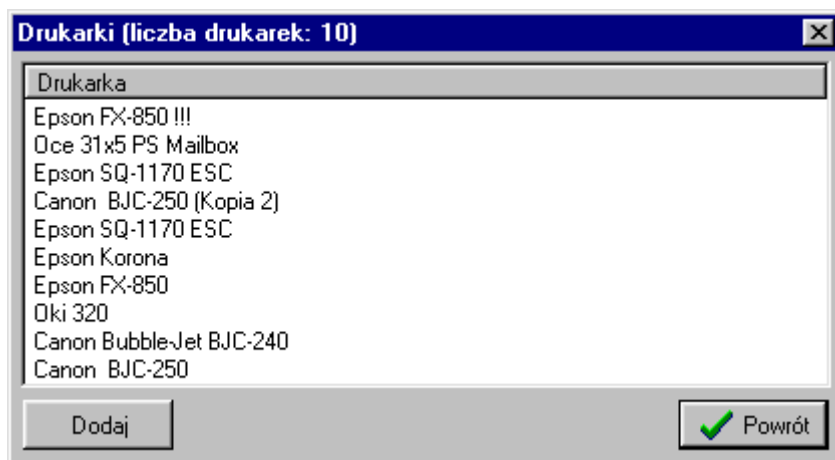 Drukarki (liczba drukarek: 10)
Drukarka
Epson FX-850 !!!
Oce 31x5 PS Mailbox
Epson SQ-1170 ESC
Canon  BJC-250 (Kopia 2)
Epson SQ-1170 ESC
Epson Korona
Epson FX-850
Oki 320
Canon Bubble-Jet BJC-240
Canon  BJC-250
Dodaj
Powrót